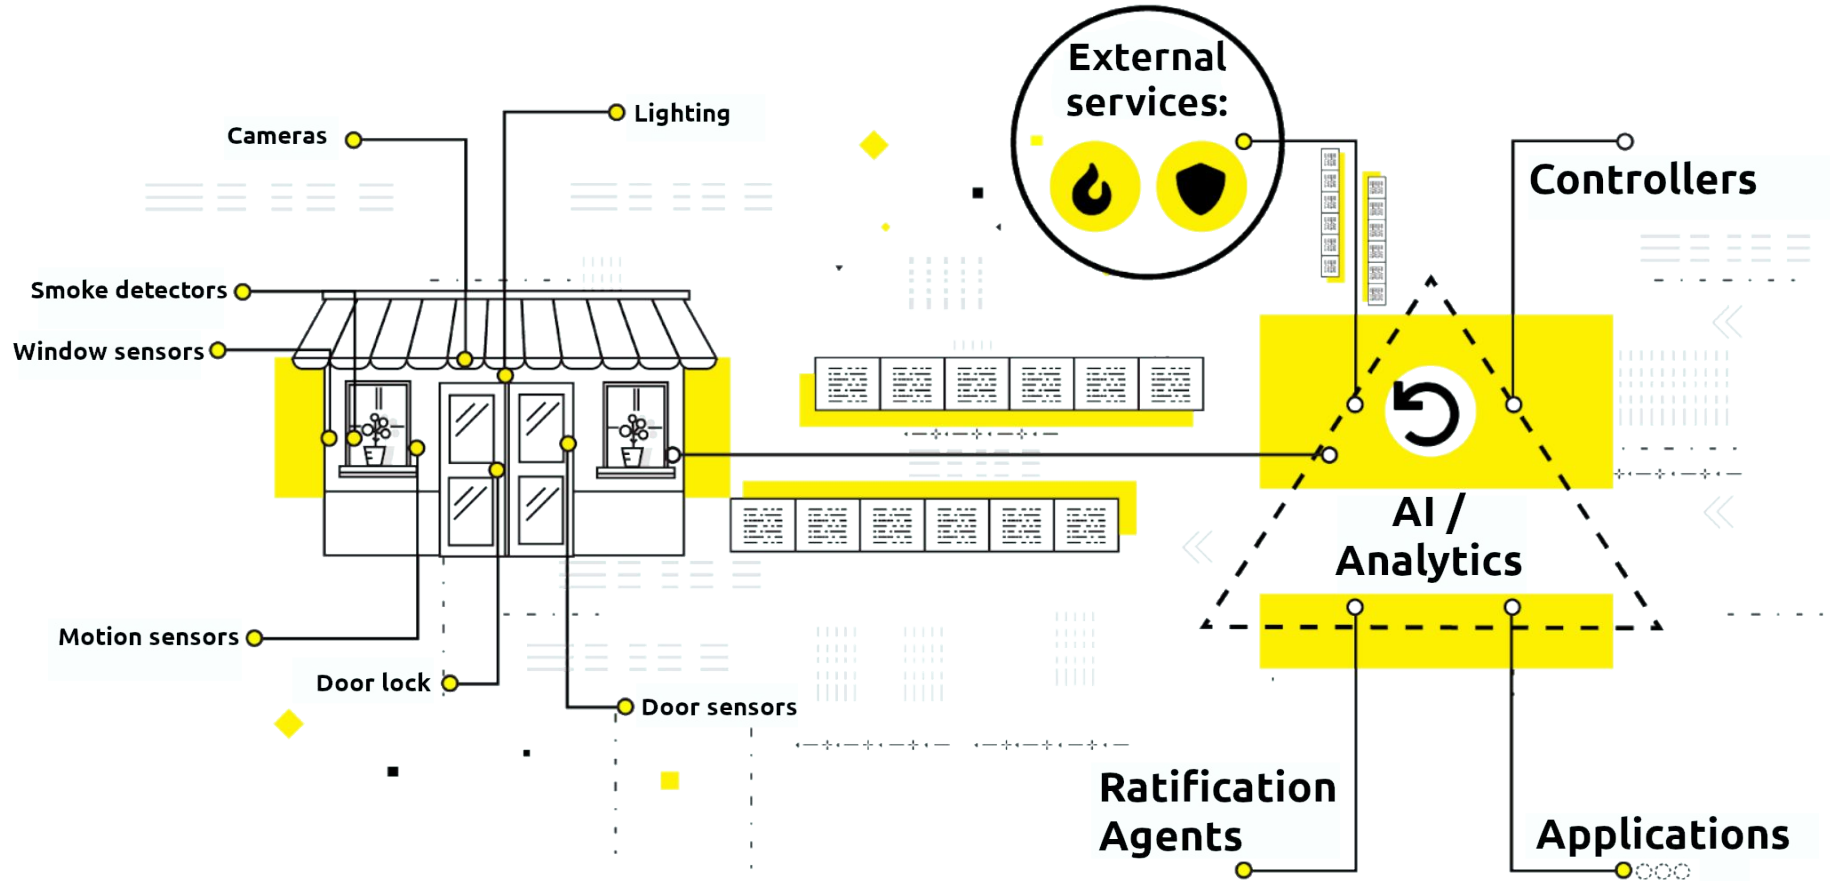 External
services:
Lighting
Cameras
Controllers
Smoke detectors
Window sensors
AI /
Analytics
Motion sensors
Door lock
Door sensors
Ratification
Agents
Applications